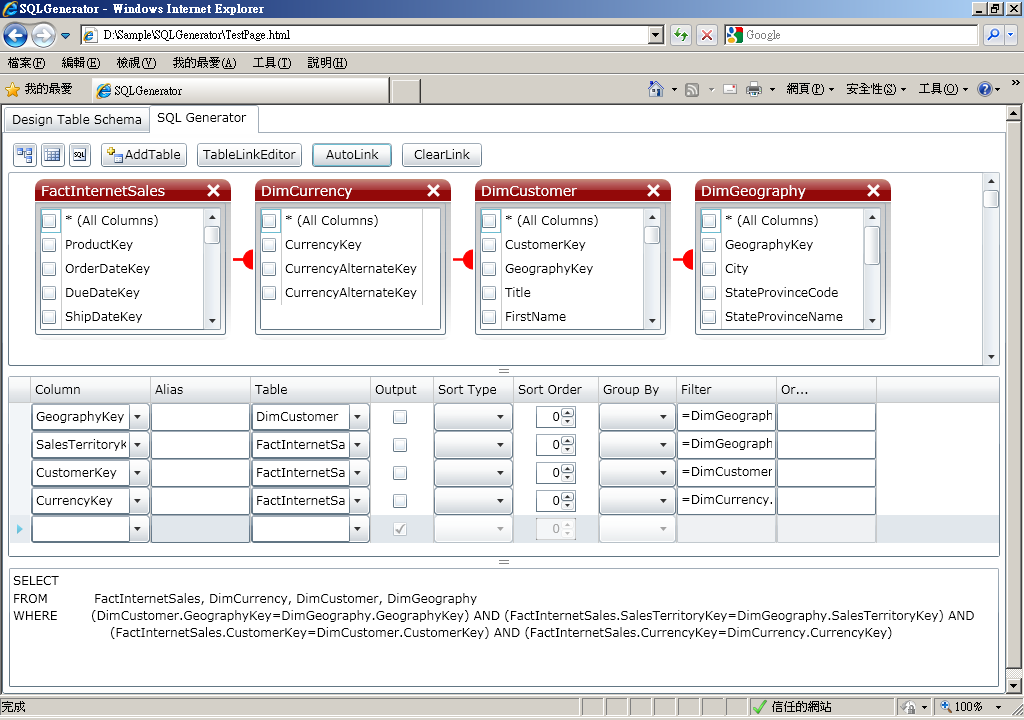 SQLGenerator - Windows Internet Explorer
D:\Sample\SQLGenerator\TestPage.html
Google
檔案(F) 編輯(E) 檢視(V) 我的最愛(A) 工具(T) 說明(H)
我的最愛 SQLGenerator 網頁(P) 安全性(S) 工具(O) »
Design Table Schema SQL Generator
SQL AddTable TableLinkEditor AutoLink ClearLink
FactInternetSales DimCurrency DimCustomer DimGeography
* (All Columns) * (All Columns) * (All Columns) * (All Columns)
ProductKey CurrencyKey CustomerKey GeographyKey
OrderDateKey CurrencyAlternateKey GeographyKey City
DueDateKey CurrencyAlternateKey Title StateProvinceCode
ShipDateKey FirstName StateProvinceName
Column Alias Table Output Sort Type Sort Order Group By Filter Or...
GeographyKey DimCustomer 0 =DimGeograph
SalesTerritoryK FactInternetSa 0 =DimGeograph
CustomerKey FactInternetSa 0 =DimCustomer
CurrencyKey FactInternetSa 0 =DimCurrency.
0
SELECT
FROM FactInternetSales, DimCurrency, DimCustomer, DimGeography
WHERE (DimCustomer.GeographyKey=DimGeography.GeographyKey) AND (FactInternetSales.SalesTerritoryKey=DimGeography.SalesTerritoryKey) AND
(FactInternetSales.CustomerKey=DimCustomer.CustomerKey) AND (FactInternetSales.CurrencyKey=DimCurrency.CurrencyKey)
完成 信任的網站 100%